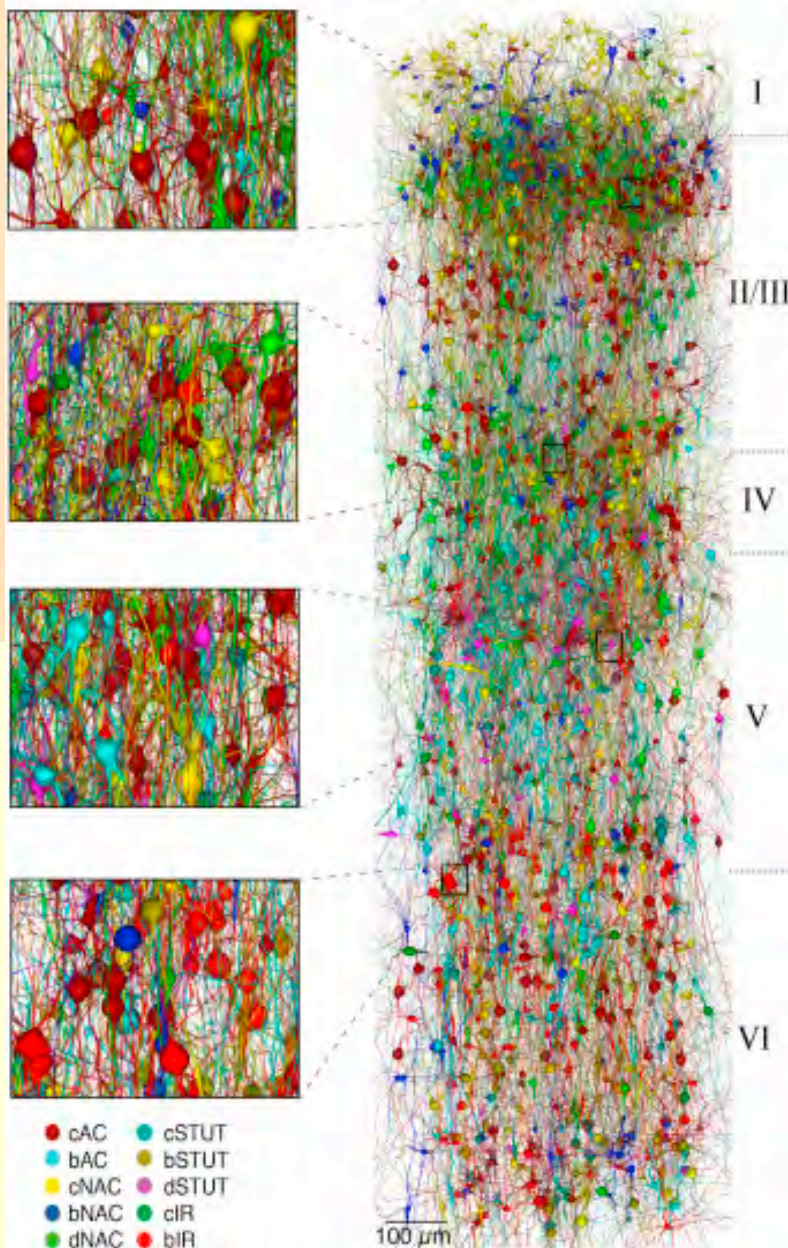 I
II/III
IV
V
VI
cAC
bAC
cNAC
bNAC
dNAC
cSTUT
bSTUT
dSTUT
cIR
bIR
100 µm